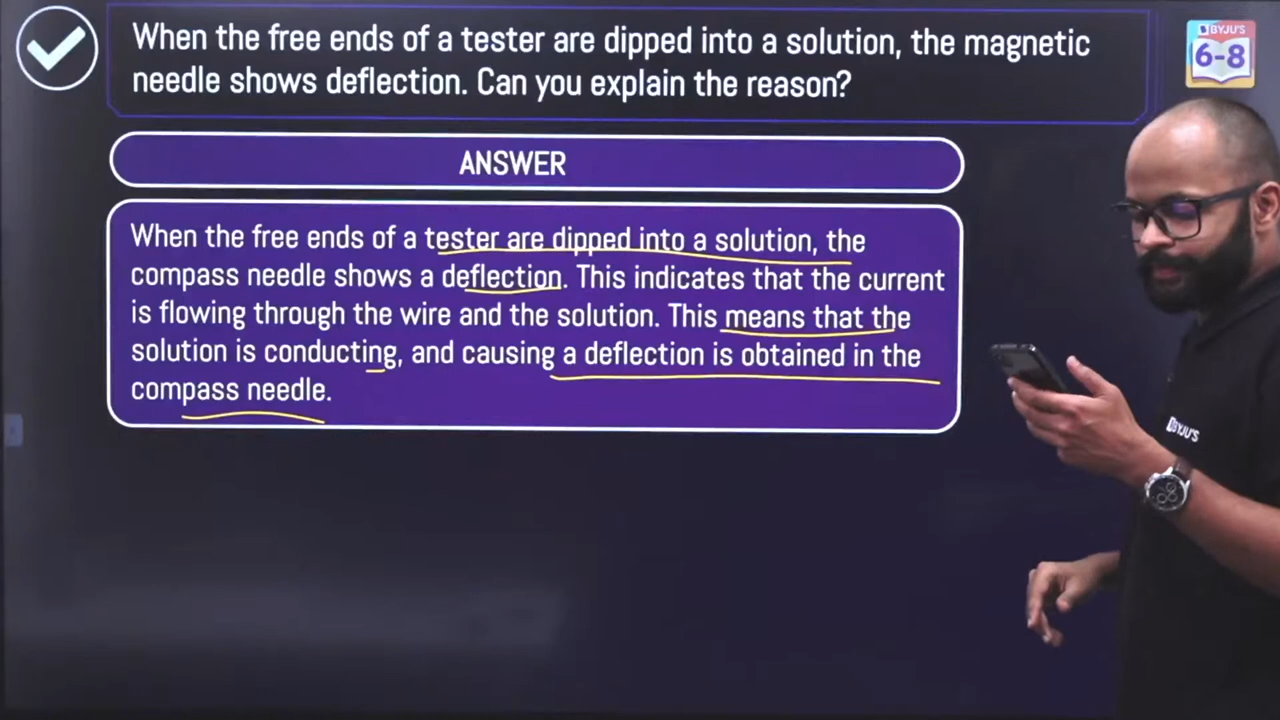 When the free ends of a tester are dipped into a solution, the magnetic
needle shows deflection. Can you explain the reason?
BYJU'S
6-8
ANSWER
When the free ends of a tester are dipped into a solution, the
compass needle shows a deflection. This indicates that the current
is flowing through the wire and the solution. This means that the
solution is conducting, and causing a deflection is obtained in the
compass needle.
BYJU'S